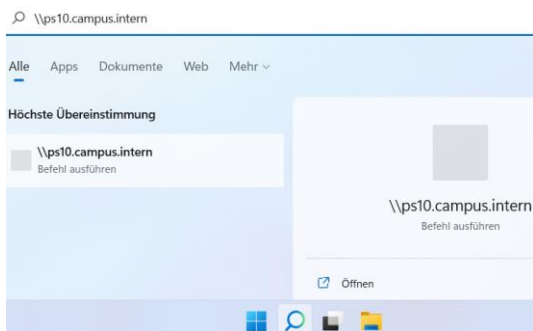 \\ps10.campus.intern
Alle Apps Dokumente Web Mehr
Höchste Übereinstimmung
\\ps10.campus.intern
Befehl ausführen
\\ps10.campus.intern
Befehl ausführen
Öffnen